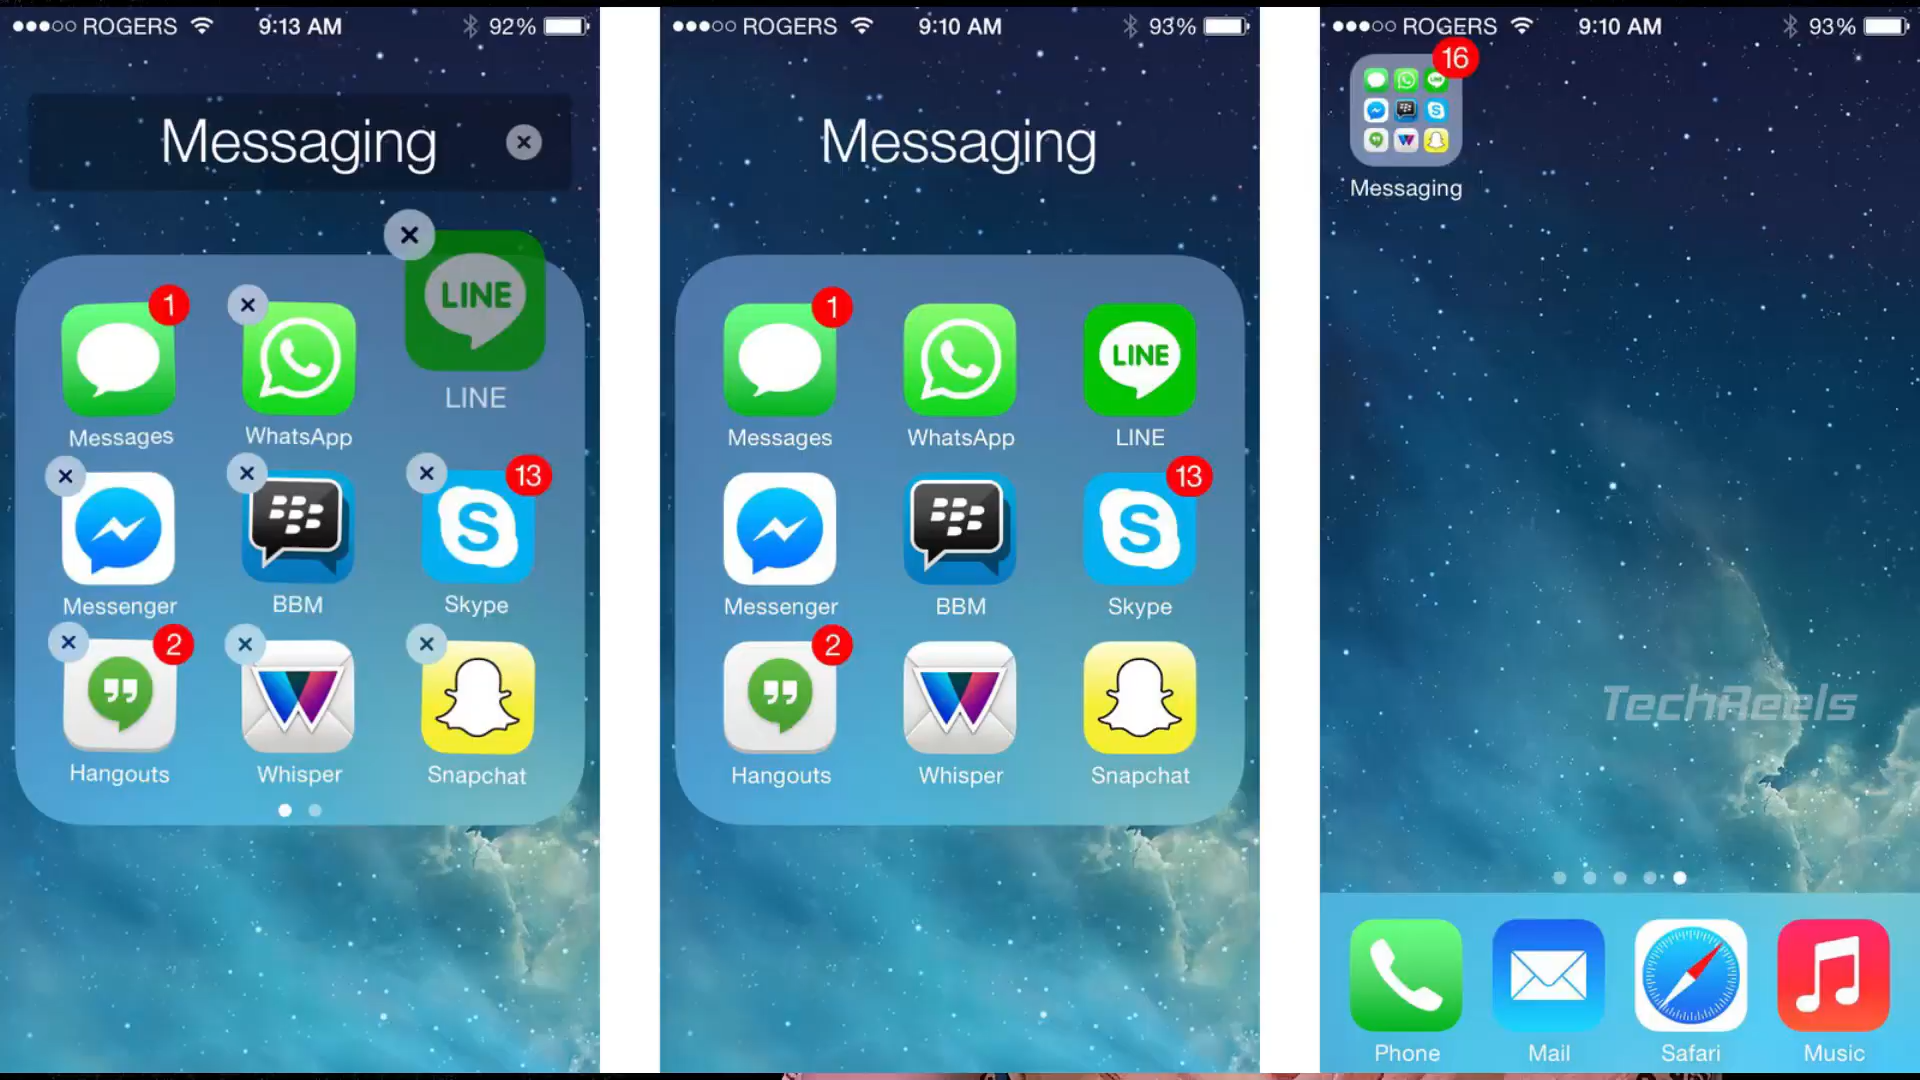 ROGERS 9:13 AM 92%
Messaging
1
LINE
LINE
Messages WhatsApp
13
S
Messenger BBM Skype
2
Hangouts Whisper Snapchat
ROGERS 9:10 AM 93%
Messaging
1
LINE
Messages WhatsApp LINE
13
S
Messenger BBM Skype
2
Hangouts Whisper Snapchat
ROGERS 9:10 AM 93%
16
LINE
Messaging
TechReels
Phone Mail Safari Music